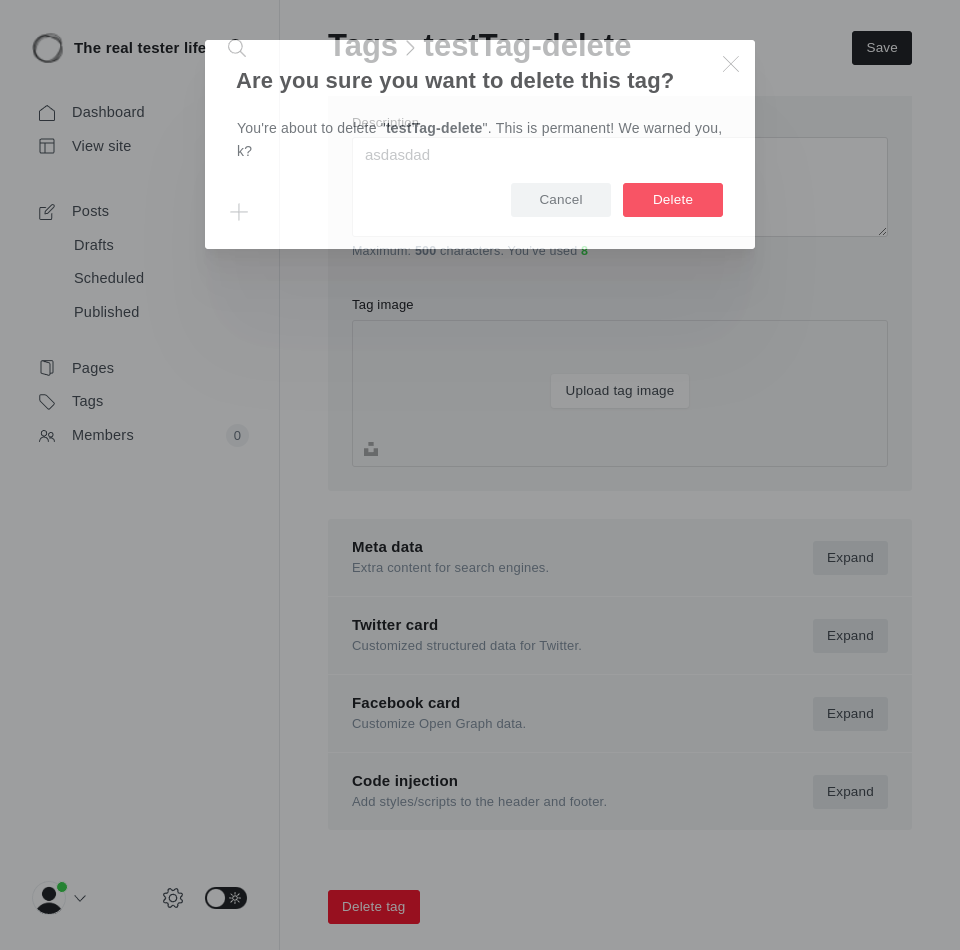 The real tester life
Tags > testTag-delete
Save
Are you sure you want to delete this tag?
Description
You're about to delete "testTag-delete". This is permanent! We warned you,
k?
asdasdad
Cancel
Delete
Maximum: 500 characters. You've used 8
Dashboard
View site
Posts
Drafts
Scheduled
Published
Pages
Tags
Members
0
Tag image
Upload tag image
Meta data
Extra content for search engines.
Expand
Twitter card
Customized structured data for Twitter.
Expand
Facebook card
Customize Open Graph data.
Expand
Code injection
Add styles/scripts to the header and footer.
Expand
Delete tag